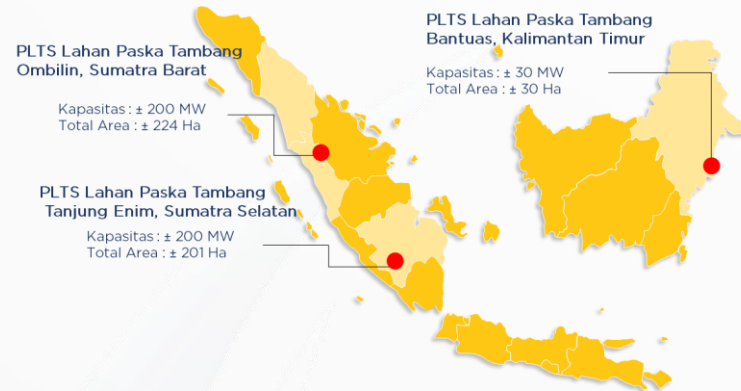 PLTS Lahan Paska Tambang
Ombilin, Sumatra Barat
Kapasitas : ± 200 MW
Total Area : ± 224 Ha
PLTS Lahan Paska Tambang
Tanjung Enim, Sumatra Selatan
Kapasitas : ± 200 MW
Total Area : ± 201 Ha
PLTS Lahan Paska Tambang
Bantuas, Kalimantan Timur
Kapasitas : ± 30 MW
Total Area : ± 30 Ha